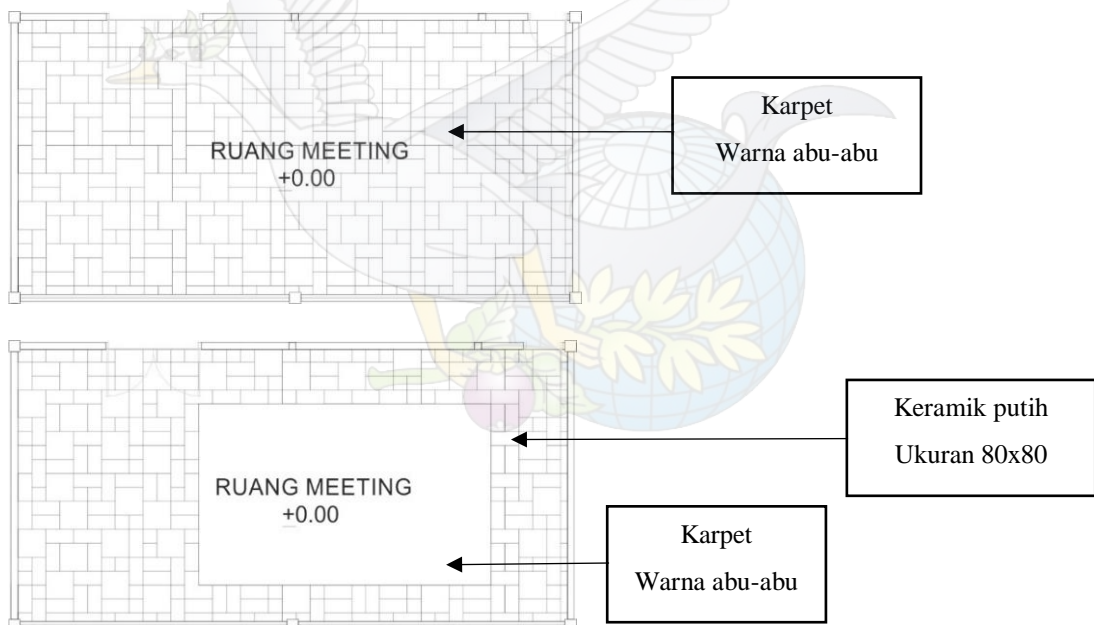 Karpet
Warna abu-abu
RUANG MEETING
+0.00
Keramik putih
Ukuran 80x80
RUANG MEETING
+0.00
Karpet
Warna abu-abu